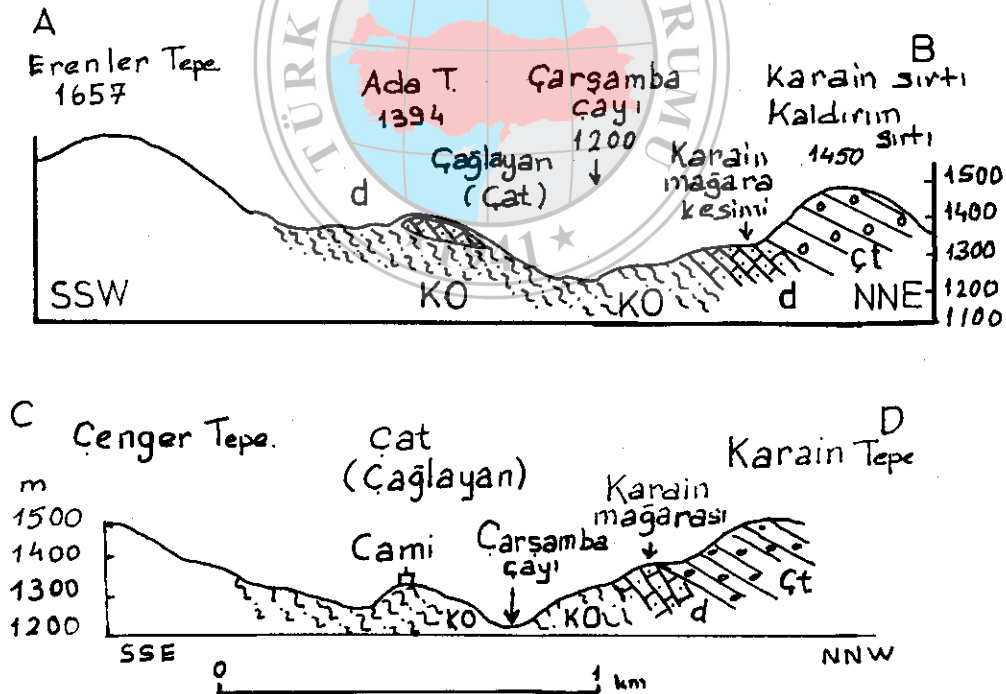 A
Erenler Tepe
1657
Ada T.
1394
Çarşamba
çayı
1200
B
Karain sırtı
Kaldırım
sırtı
1450
Çağlayan
(Çat)
Karain
mağara
kesimi
d
1500
1400
1300
1200
1100
SSW
KO
KO
d
çt
NNE
TÜRK
RUMU
C
Çenger Tepe.
Çat
(Çağlayan)
D
Karain Tepe
m
1500
1400
1300
1200
Cami
Çarşamba
çayı
Karain
mağarası
KO
KO
d
çt
SSE
NNW
0
1
km